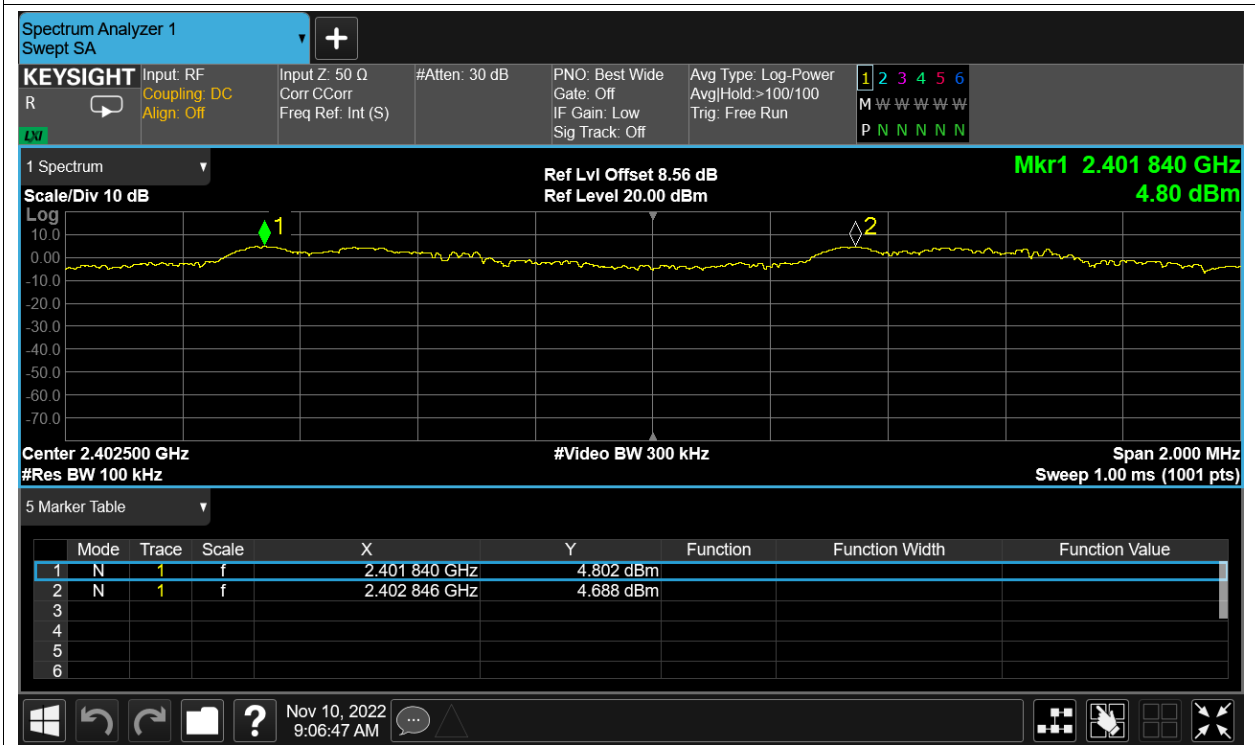 Spectrum Analyzer 1
Swept SA
+
KEYSIGHT Input: RF Input Z: 50 Ω #Atten: 30 dB PNO: Best Wide Avg Type: Log-Power 1 2 3 4 5 6
R Coupling: DC Corr CCorr Gate: Off Avg|Hold:>100/100 M W W W W W W
Align: Off Freq Ref: Int (S) IF Gain: Low Trig: Free Run
LXI Sig Track: Off P N N N N N N
1 Spectrum
Ref Lvl Offset 8.56 dB Mkr1 2.401 840 GHz
Scale/Div 10 dB Ref Level 20.00 dBm 4.80 dBm
Log
1 2
10.0
0.00
-10.0
-20.0
-30.0
-40.0
-50.0
-60.0
-70.0
Center 2.402500 GHz #Video BW 300 kHz Span 2.000 MHz
#Res BW 100 kHz Sweep 1.00 ms (1001 pts)
5 Marker Table
Mode Trace Scale X Y Function Function Width Function Value
1 N 1 f 2.401 840 GHz 4.802 dBm
2 N 1 f 2.402 846 GHz 4.688 dBm
3
4
5
6
? Nov 10, 2022
9:06:47 AM